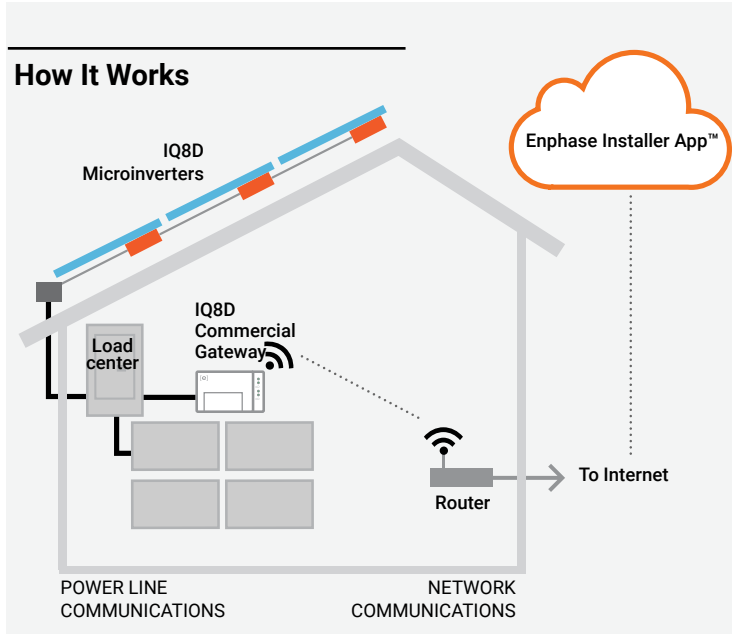 How It Works
IQ8D
Microinverters
Enphase Installer App™
IQ8D
Commercial
Gateway
Load
center
To Internet
Router
POWER LINE
COMMUNICATIONS
NETWORK
COMMUNICATIONS